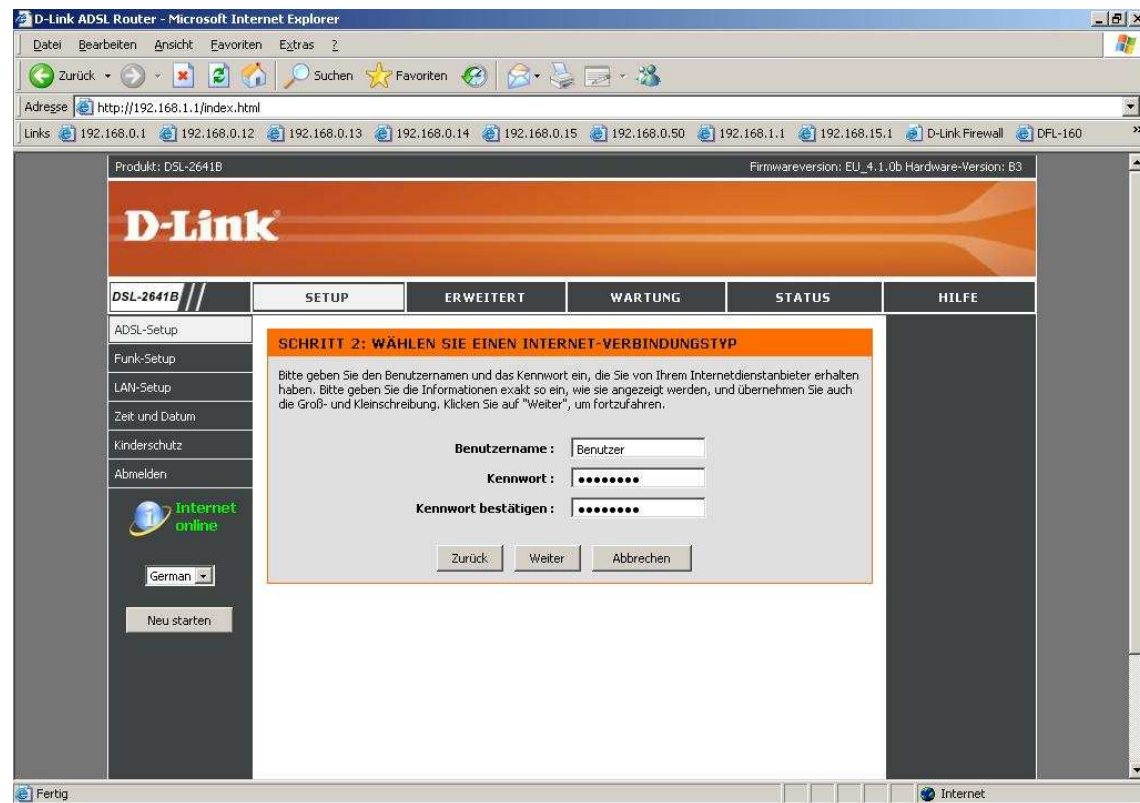 D-Link ADSL Router - Microsoft Internet Explorer
Datei Bearbeiten Ansicht Favoriten Extras ?
Zurück Suchen Favoriten
Adresse http://192.168.1.1/index.html
Links 192.168.0.1 192.168.0.12 192.168.0.13 192.168.0.14 192.168.0.15 192.168.0.50 192.168.1.1 192.168.15.1 D-Link Firewall DFL-160 »
Produkt: DSL-2641B Firmwareversion: EU_4.1.0b Hardware-Version: B3
D-Link
DSL-2641B SETUP ERWEITERT WARTUNG STATUS HILFE
ADSL-Setup
Funk-Setup
LAN-Setup
Zeit und Datum
Kinderschutz
Abmelden
Internet
online
German
Neu starten
SCHRITT 2: WÄHLEN SIE EINEN INTERNET-VERBINDUNGSTYP
Bitte geben Sie den Benutzernamen und das Kennwort ein, die Sie von Ihrem Internetdienstanbieter erhalten
haben. Bitte geben Sie die Informationen exakt so ein, wie sie angezeigt werden, und übernehmen Sie auch
die Groß- und Kleinschreibung. Klicken Sie auf "Weiter", um fortzufahren.
Benutzername : Benutzer
Kennwort : ●●●●●●●●
Kennwort bestätigen : ●●●●●●●●
Zurück Weiter Abbrechen
Fertig Internet